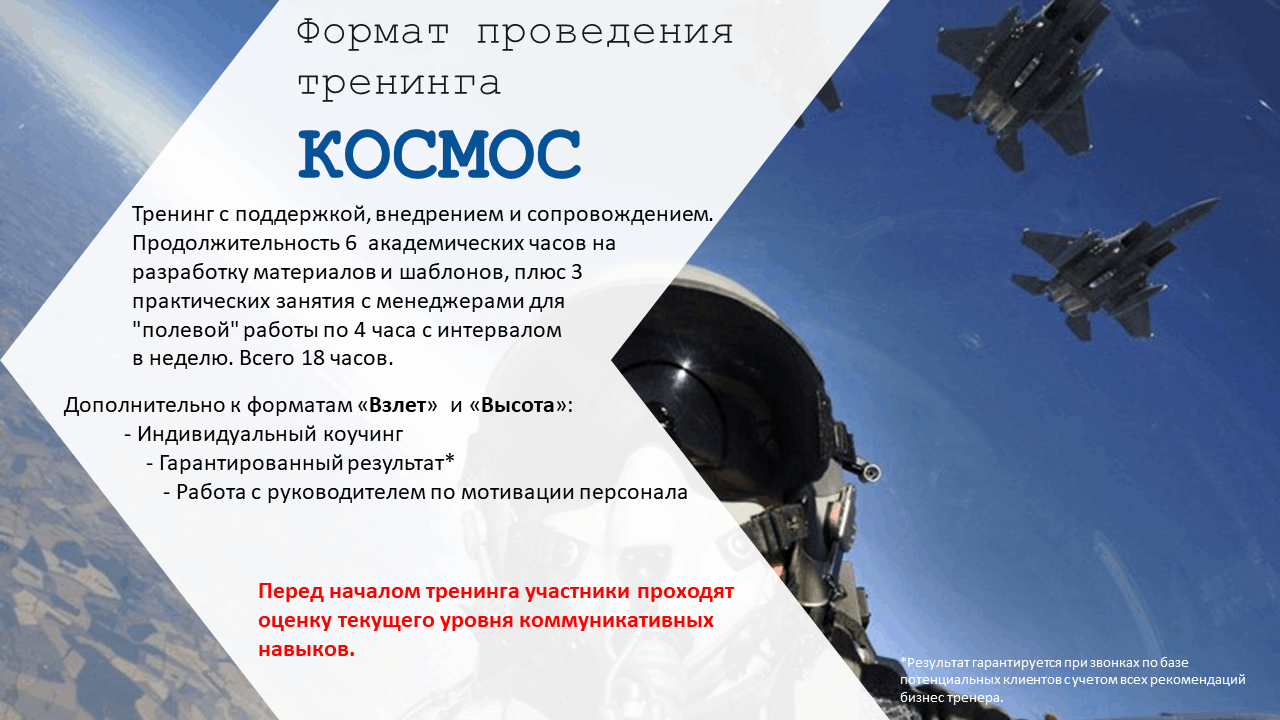 Формат проведения
тренинга
КОСМОС
Тренинг с поддержкой, внедрением и сопровождением.
Продолжительность 6  академических часов на
разработку материалов и шаблонов, плюс 3
практических занятия с менеджерами для
"полевой" работы по 4 часа с интервалом
в неделю. Всего 18 часов.
Дополнительно к форматам «Взлет»  и «Высота»:
- Индивидуальный коучинг
- Гарантированный результат*
- Работа с руководителем по мотивации персонала
Перед началом тренинга участники проходят
оценку текущего уровня коммуникативных
навыков.
*Результат гарантируется при звонках по базе
потенциальных клиентов с учетом всех рекомендаций
бизнес тренера.